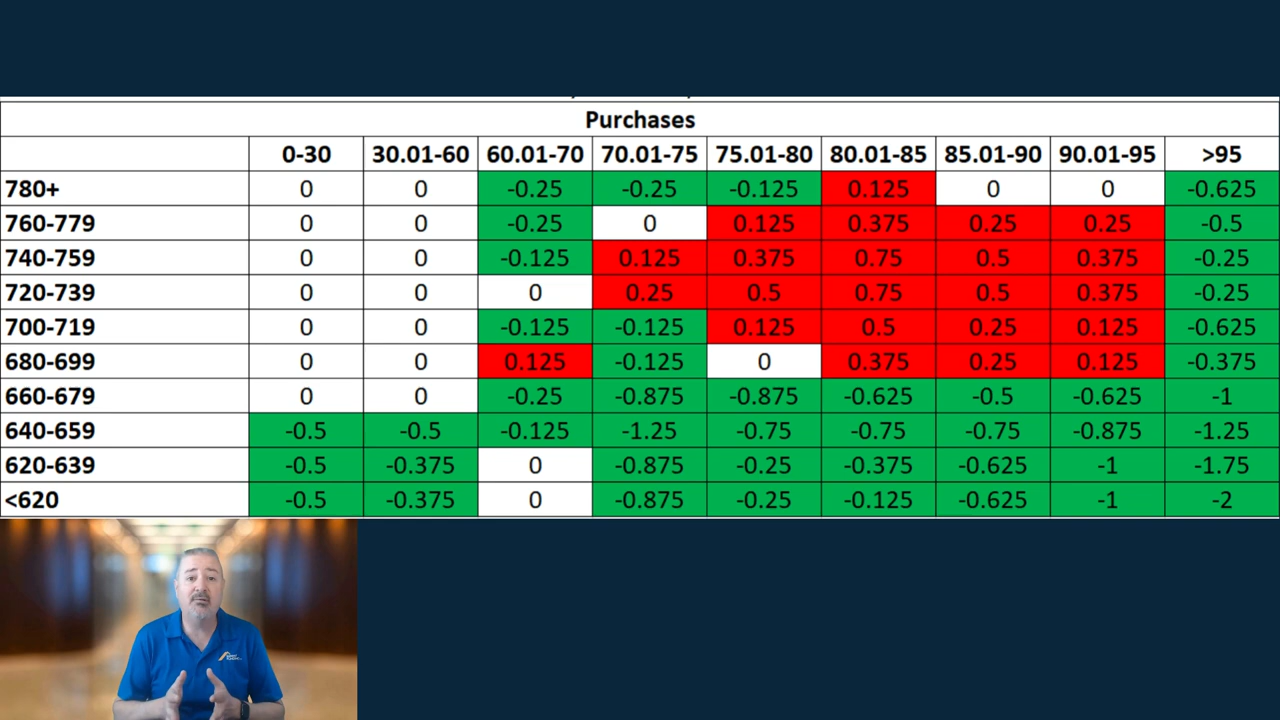 Purchases
0-30 30.01-60 60.01-70 70.01-75 75.01-80 80.01-85 85.01-90 90.01-95 >95
780+ 0 0 -0.25 -0.25 -0.125 0.125 0 0 -0.625
760-779 0 0 -0.25 0 0.125 0.375 0.25 0.25 -0.5
740-759 0 0 -0.125 0.125 0.375 0.75 0.5 0.375 -0.25
720-739 0 0 0 0.25 0.5 0.75 0.5 0.375 -0.25
700-719 0 0 -0.125 -0.125 0.125 0.5 0.25 0.125 -0.625
680-699 0 0 0.125 -0.125 0 0.375 0.25 0.125 -0.375
660-679 0 0 -0.25 -0.875 -0.875 -0.625 -0.5 -0.625 -1
640-659 -0.5 -0.5 -0.125 -1.25 -0.75 -0.75 -0.75 -0.875 -1.25
620-639 -0.5 -0.375 0 -0.875 -0.25 -0.375 -0.625 -1 -1.75
<620 -0.5 -0.375 0 -0.875 -0.25 -0.125 -0.625 -1 -2